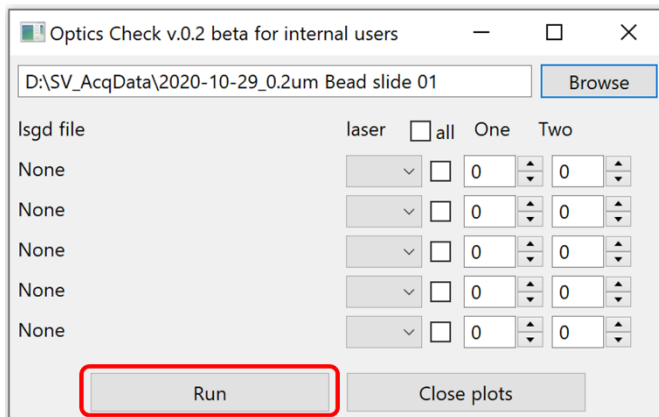 Optics Check v.0.2 beta for internal users
D:\SV_AcqData\2020-10-29_0.2um Bead slide 01 Browse
lsgd file laser all One Two
None 0 0
None 0 0
None 0 0
None 0 0
None 0 0
Run Close plots